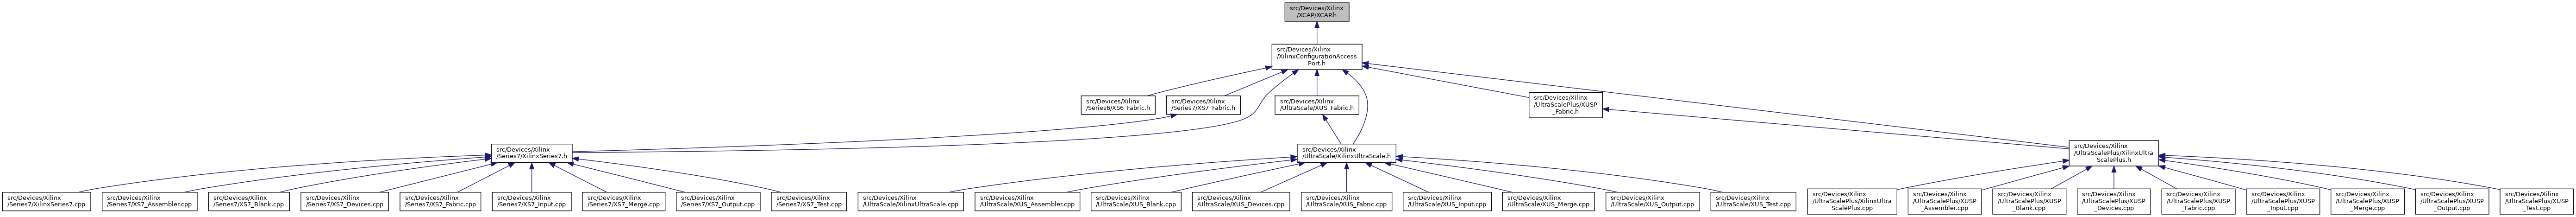 src/Devices/Xilinx
/XCAP/XCAP.h
src/Devices/Xilinx
/XilinxConfigurationAccess
Port.h
src/Devices/Xilinx
/Series6/XS6_Fabric.h
src/Devices/Xilinx
/Series7/XS7_Fabric.h
src/Devices/Xilinx
/UltraScale/XUS_Fabric.h
src/Devices/Xilinx
/UltraScalePlus/XUSP
_Fabric.h
src/Devices/Xilinx
/Series7/XilinxSeries7.h
src/Devices/Xilinx
/UltraScale/XilinxUltraScale.h
src/Devices/Xilinx
/UltraScalePlus/XilinxUltra
ScalePlus.h
src/Devices/Xilinx
/Series7/XilinxSeries7.cpp
src/Devices/Xilinx
/Series7/XS7_Assembler.cpp
src/Devices/Xilinx
/Series7/XS7_Blank.cpp
src/Devices/Xilinx
/Series7/XS7_Devices.cpp
src/Devices/Xilinx
/Series7/XS7_Fabric.cpp
src/Devices/Xilinx
/Series7/XS7_Input.cpp
src/Devices/Xilinx
/Series7/XS7_Merge.cpp
src/Devices/Xilinx
/Series7/XS7_Output.cpp
src/Devices/Xilinx
/Series7/XS7_Test.cpp
src/Devices/Xilinx
/UltraScale/XilinxUltraScale.cpp
src/Devices/Xilinx
/UltraScale/XUS_Assembler.cpp
src/Devices/Xilinx
/UltraScale/XUS_Blank.cpp
src/Devices/Xilinx
/UltraScale/XUS_Devices.cpp
src/Devices/Xilinx
/UltraScale/XUS_Fabric.cpp
src/Devices/Xilinx
/UltraScale/XUS_Input.cpp
src/Devices/Xilinx
/UltraScale/XUS_Merge.cpp
src/Devices/Xilinx
/UltraScale/XUS_Output.cpp
src/Devices/Xilinx
/UltraScale/XUS_Test.cpp
src/Devices/Xilinx
/UltraScalePlus/XilinxUltra
ScalePlus.cpp
src/Devices/Xilinx
/UltraScalePlus/XUSP
_Assembler.cpp
src/Devices/Xilinx
/UltraScalePlus/XUSP
_Blank.cpp
src/Devices/Xilinx
/UltraScalePlus/XUSP
_Devices.cpp
src/Devices/Xilinx
/UltraScalePlus/XUSP
_Fabric.cpp
src/Devices/Xilinx
/UltraScalePlus/XUSP
_Input.cpp
src/Devices/Xilinx
/UltraScalePlus/XUSP
_Merge.cpp
src/Devices/Xilinx
/UltraScalePlus/XUSP
_Output.cpp
src/Devices/Xilinx
/UltraScalePlus/XUSP
_Test.cpp